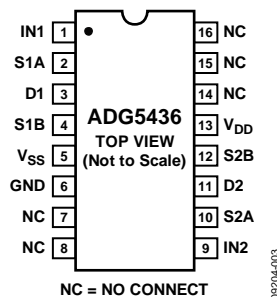 IN1 1 16 NC
S1A 2 15 NC
D1 3 14 NC
S1B 4 ADG5436 13 VDD
VSS 5 TOP VIEW 12 S2B
GND 6 (Not to Scale) 11 D2
NC 7 10 S2A
NC 8 9 IN2
NC = NO CONNECT
09204-003